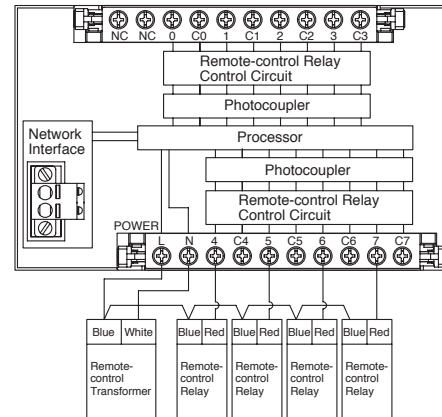 NC NC 0 C0 1 C1 2 C2 3 C3
Remote-control Relay
Control Circuit
Photocoupler
Network
Interface
Processor
Photocoupler
Remote-control Relay
Control Circuit
POWER
L N 4 C4 5 C5 6 C6 7 C7
Blue White Blue Red Blue Red Blue Red Blue Red
Remote-
control
Transformer
Remote-
control
Relay
Remote-
control
Relay
Remote-
control
Relay
Remote-
control
Relay